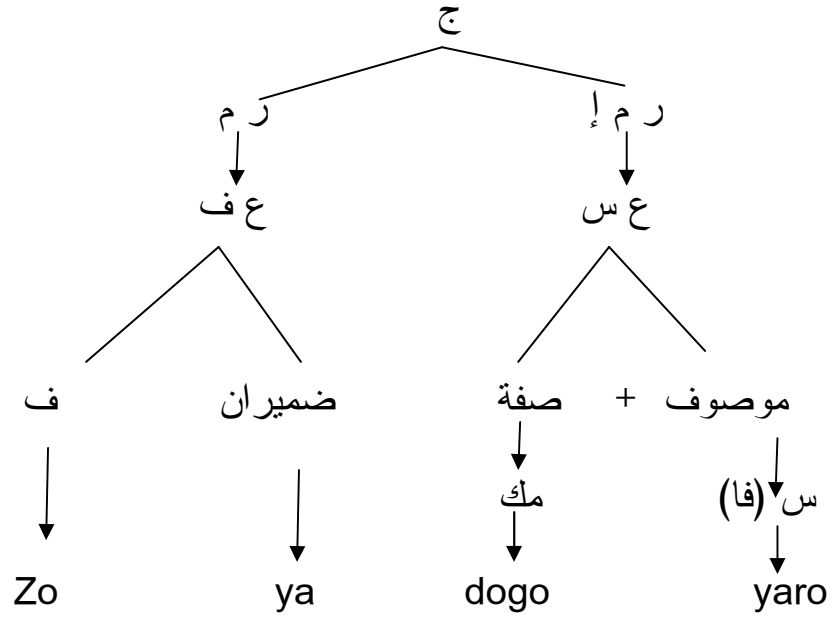 ج
ر م إ ر م
ع س ع ف
موصوف + صفة ضميران ف
س (فا) مك
yaro dogo ya Zo